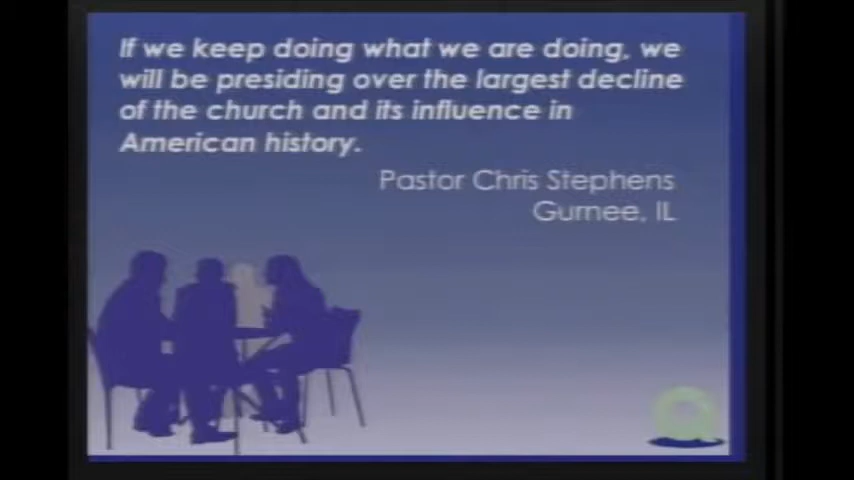 If we keep doing what we are doing, we
will be presiding over the largest decline
of the church and its influence in
American history.
Pastor Chris Stephens
Gurnee, IL